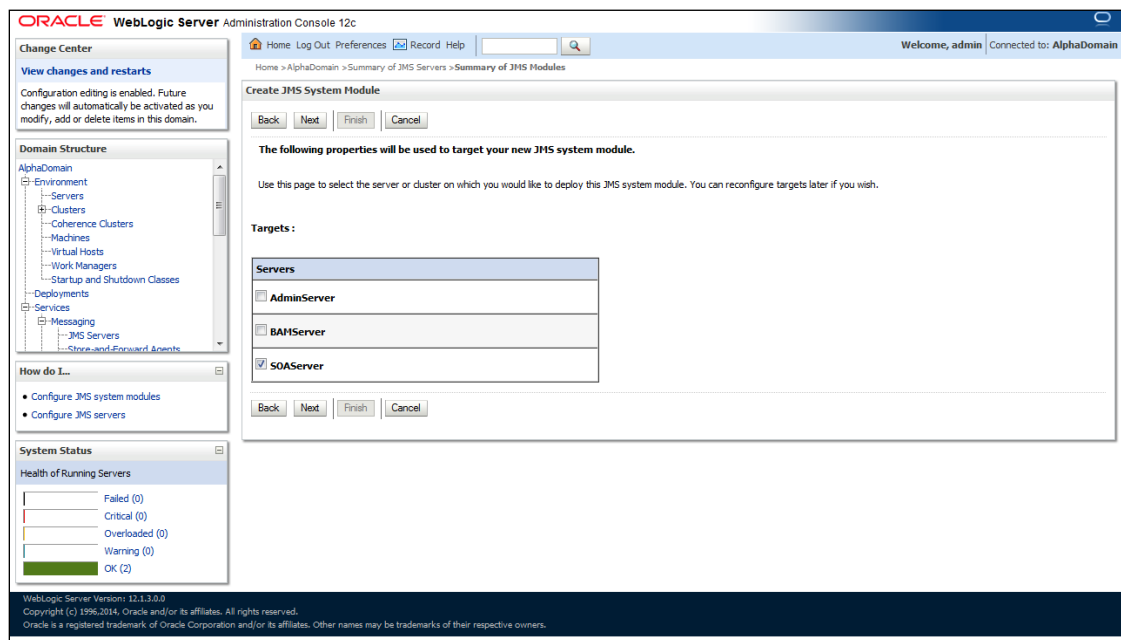 ORACLE WebLogic Server Administration Console 12c
Change Center
View changes and restarts
Configuration editing is enabled. Future
changes will automatically be activated as you
modify, add or delete items in this domain.
Domain Structure
AlphaDomain
Environment
Servers
Clusters
Coherence Clusters
Machines
Virtual Hosts
Work Managers
Startup and Shutdown Classes
Deployments
Services
Messaging
JMS Servers
Store-and-Forward Agents
How do I...
Configure JMS system modules
Configure JMS servers
System Status
Health of Running Servers
Failed (0)
Critical (0)
Overloaded (0)
Warning (0)
OK (2)
Home Log Out Preferences Record Help
Welcome, admin Connected to: AlphaDomain
Home >AlphaDomain >Summary of JMS Servers >Summary of JMS Modules
Create JMS System Module
Back Next Finish Cancel
The following properties will be used to target your new JMS system module.
Use this page to select the server or cluster on which you would like to deploy this JMS system module. You can reconfigure targets later if you wish.
Targets :
Servers
AdminServer
BAMServer
SOAServer
Back Next Finish Cancel
WebLogic Server Version: 12.1.3.0.0
Copyright (c) 1996,2014, Oracle and/or its affiliates. All rights reserved.
Oracle is a registered trademark of Oracle Corporation and/or its affiliates. Other names may be trademarks of their respective owners.